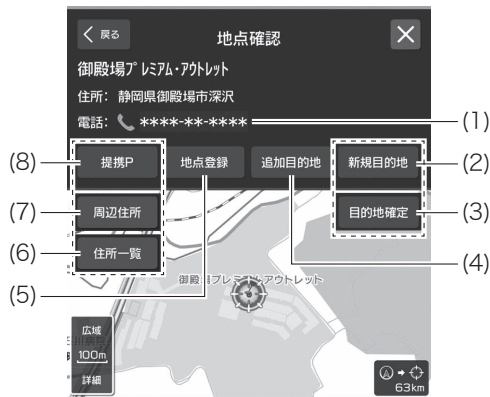 戻る
地点確認
御殿場プレミアム・アウトレット
住所: 静岡県御殿場市深沢
電話: ****-**-****
(1)
(8)
提携P
地点登録
追加目的地
新規目的地
(2)
(7)
周辺住所
目的地確定
(3)
(6)
住所一覧
(4)
(5)
御殿場プレミアム・アウトレット
広域
100m
詳細
63km